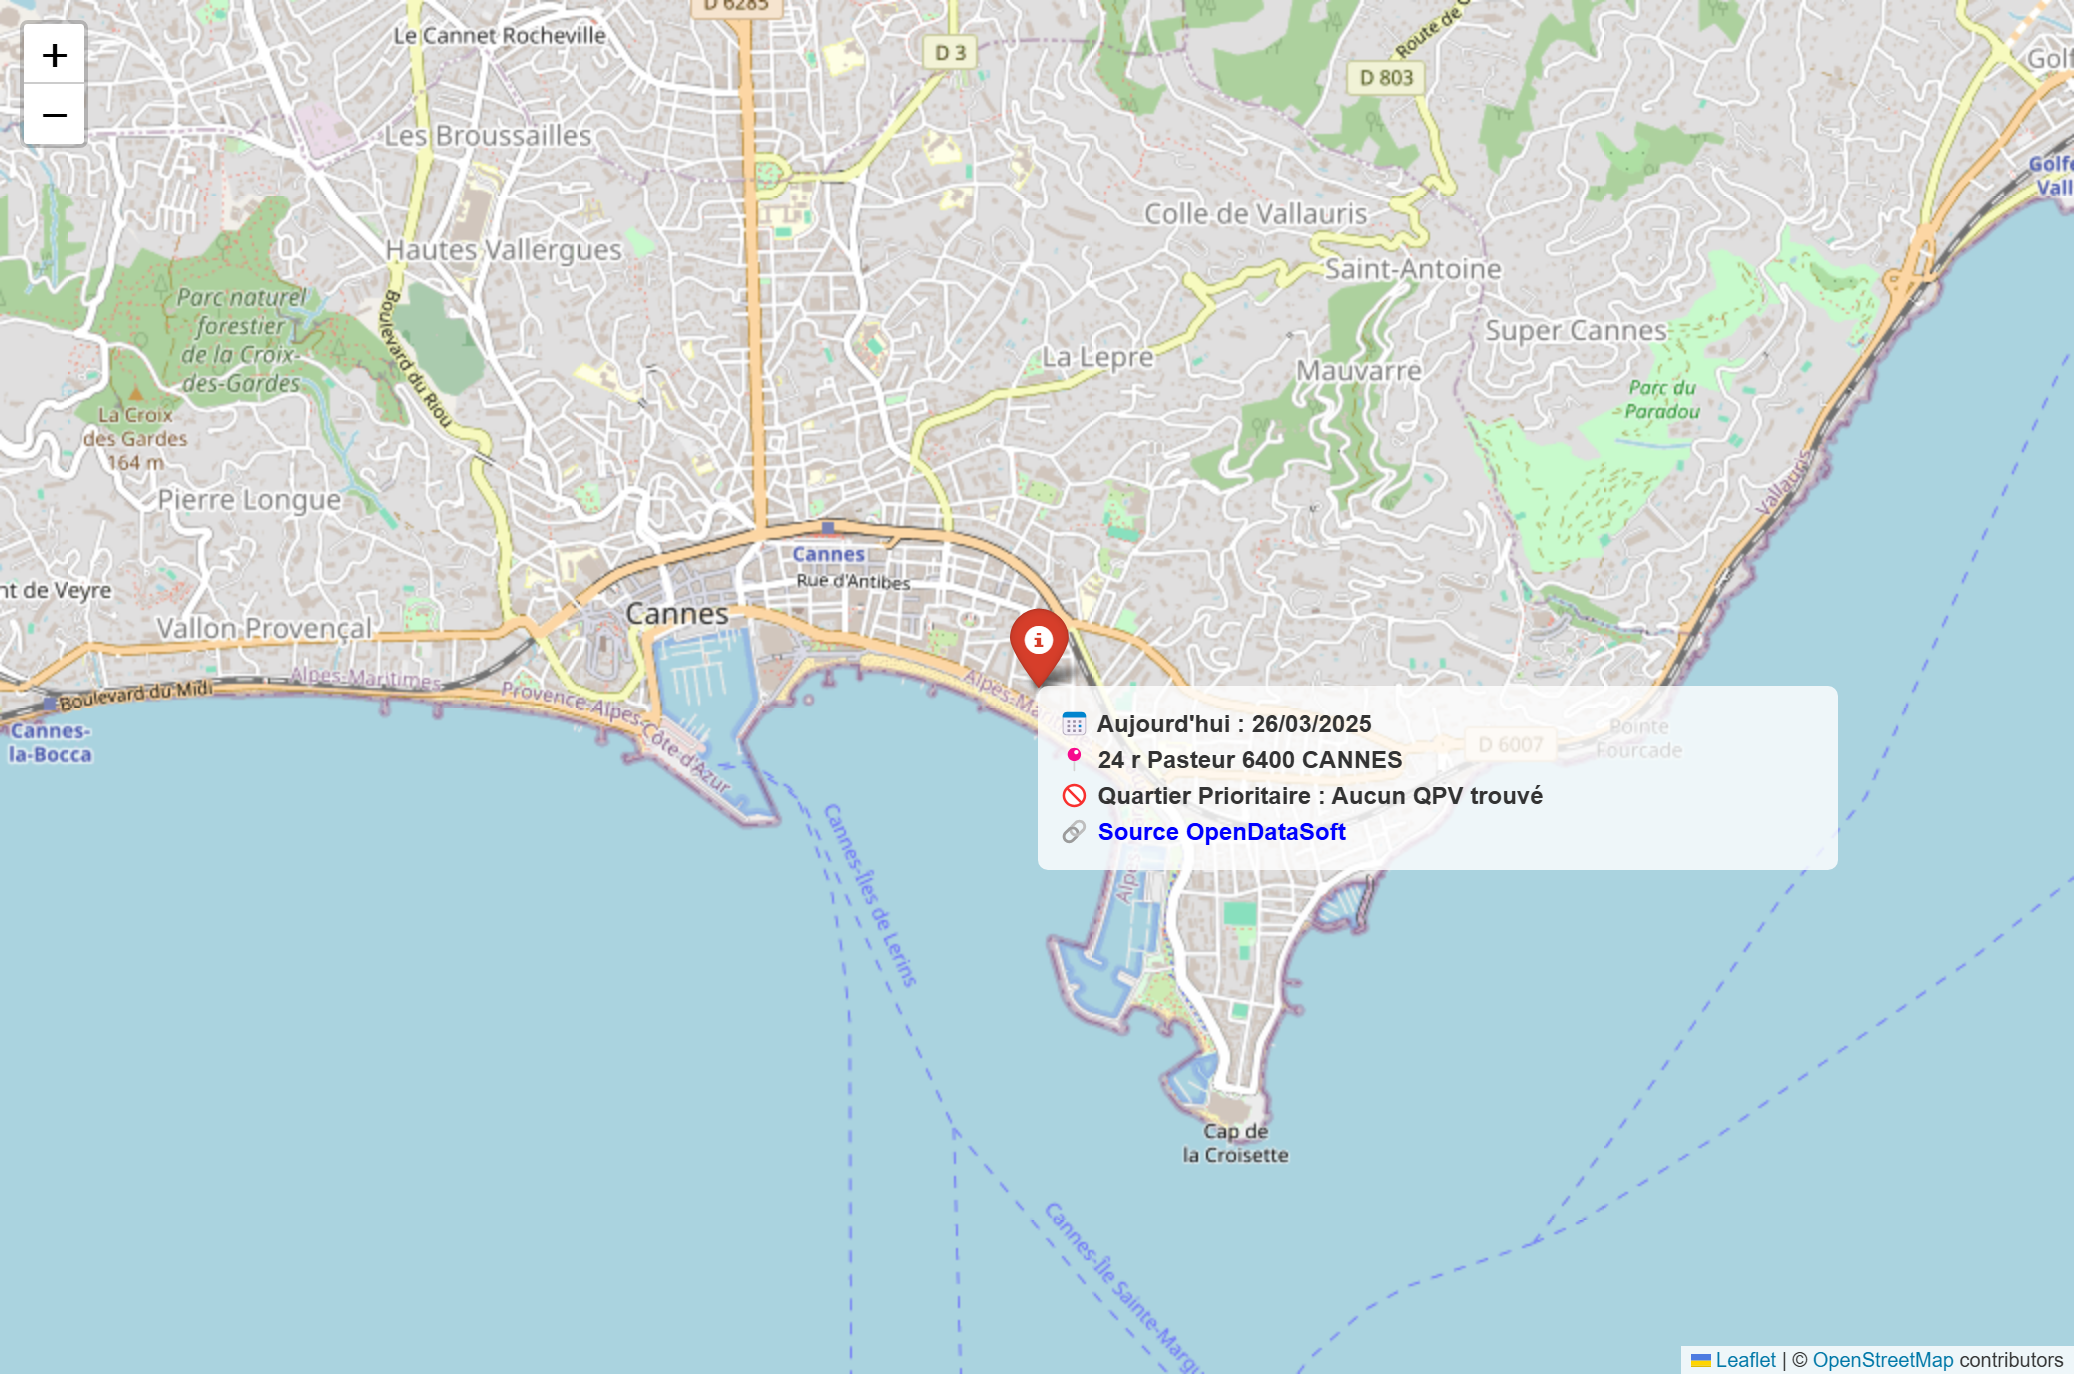 D 6285
Le Cannet Rocheville
D 3
Route de
D 803
Golf
+
−
Les Broussailles
Golfe
Vall
Colle de Vallauris
Hautes Vallergues
Saint-Antoine
Parc naturel
forestier
de la Croix-
des-Gardes
Boulevard du Riou
Super Cannes
La Lepre
Mauvarre
Parc du
Paradou
La Croix
des Gardes
164 m
Vallauris
Pierre Longue
Cannes
Rue d'Antibes
nt de Veyre
Cannes
Vallon Provençal
Alpes-Maritimes
Boulevard du Midi
Provence-Alpes-
Côte d'Azur
Alpes-Ma
Cannes-
la-Bocca
Pointe
Fourcade
D 6007
Aujourd'hui : 26/03/2025
24 r Pasteur 6400 CANNES
Quartier Prioritaire : Aucun QPV trouvé
Source OpenDataSoft
Alpes
Cannes-Îles de Lerins
Cap de
la Croisette
Cannes-Île Sainte-Margu
Leaflet | © OpenStreetMap contributors